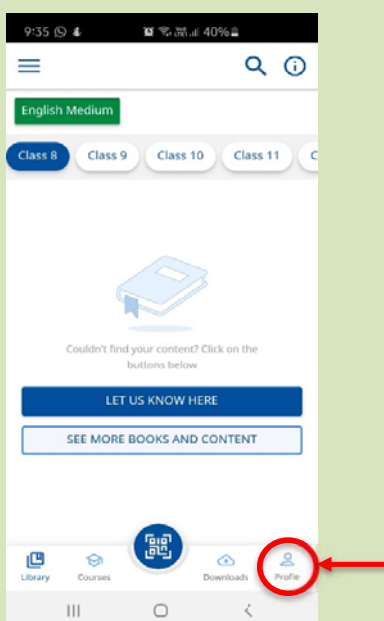 9:35 40%
English Medium
Class 8 Class 9 Class 10 Class 11 C
Couldn't find your content? Click on the
buttons below
LET US KNOW HERE
SEE MORE BOOKS AND CONTENT
Library Courses Downloads Profile